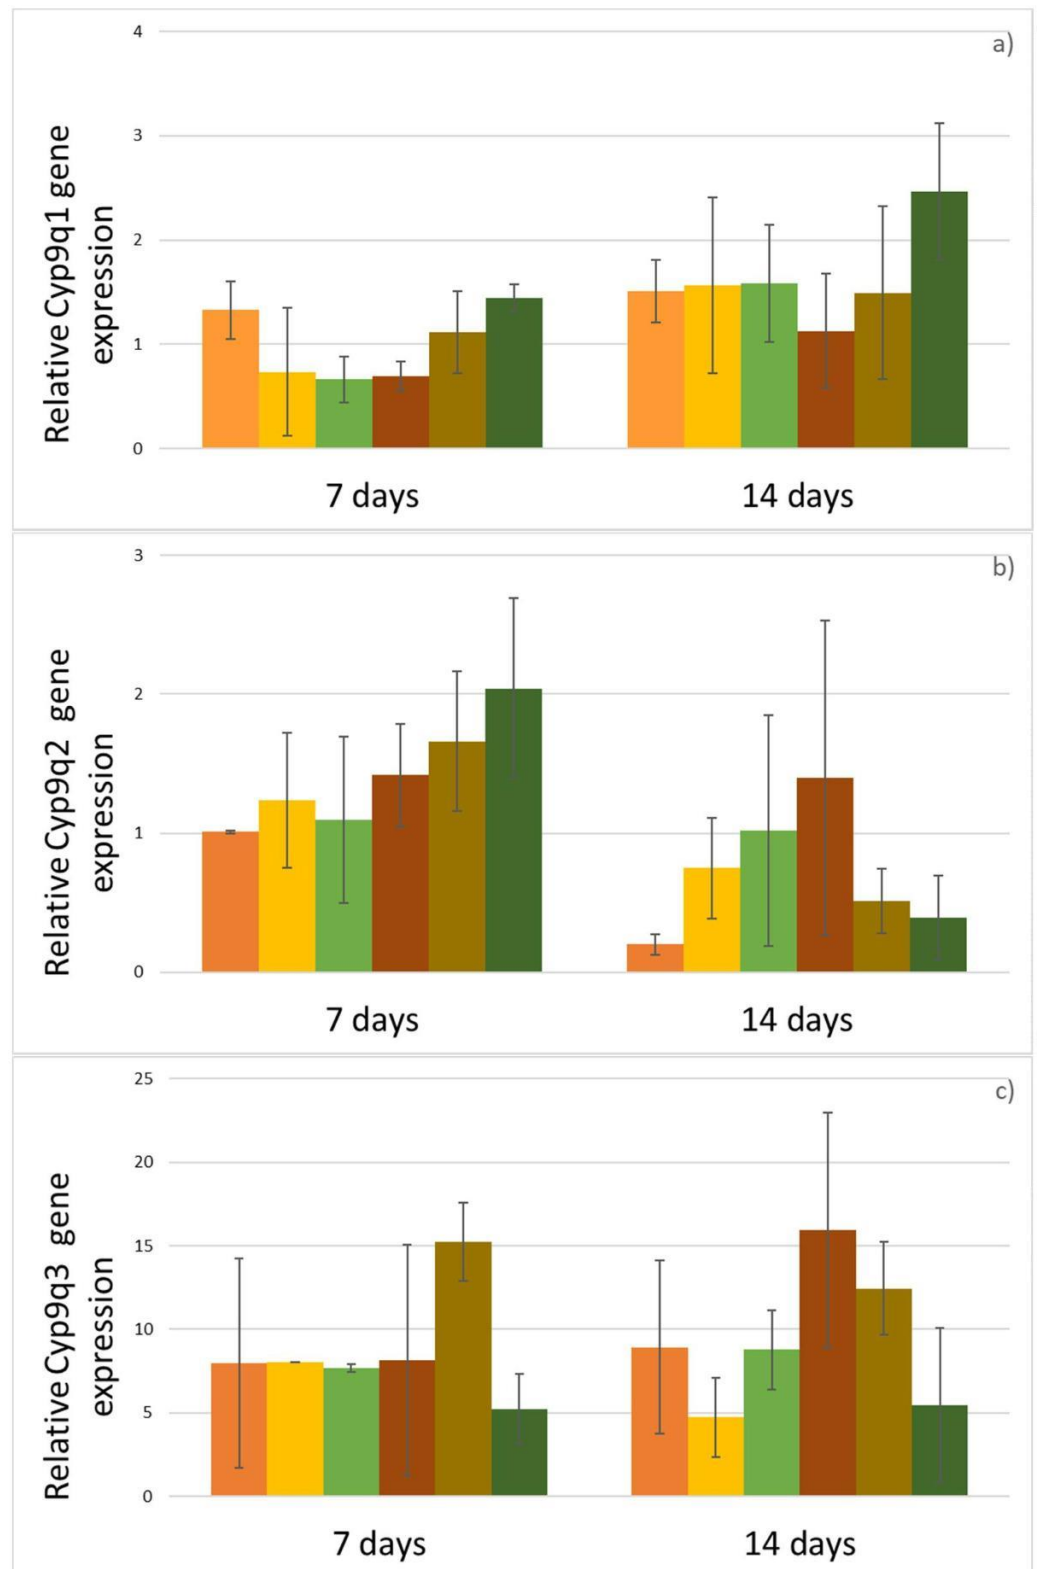 a)
4
3
2
1
0
Relative Cyp9q1 gene
expression
7 days
14 days
b)
3
2
1
0
Relative Cyp9q2 gene
expression
7 days
14 days
c)
25
20
15
10
5
0
Relative Cyp9q3 gene
expression
7 days
14 days